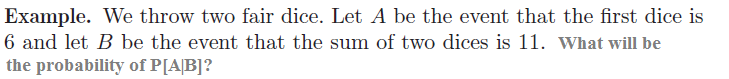 Example. We throw two fair dice. Let A be the event that the first dice is
6 and let B be the event that the sum of two dices is 11. What will be
the probability of P[A|B]?